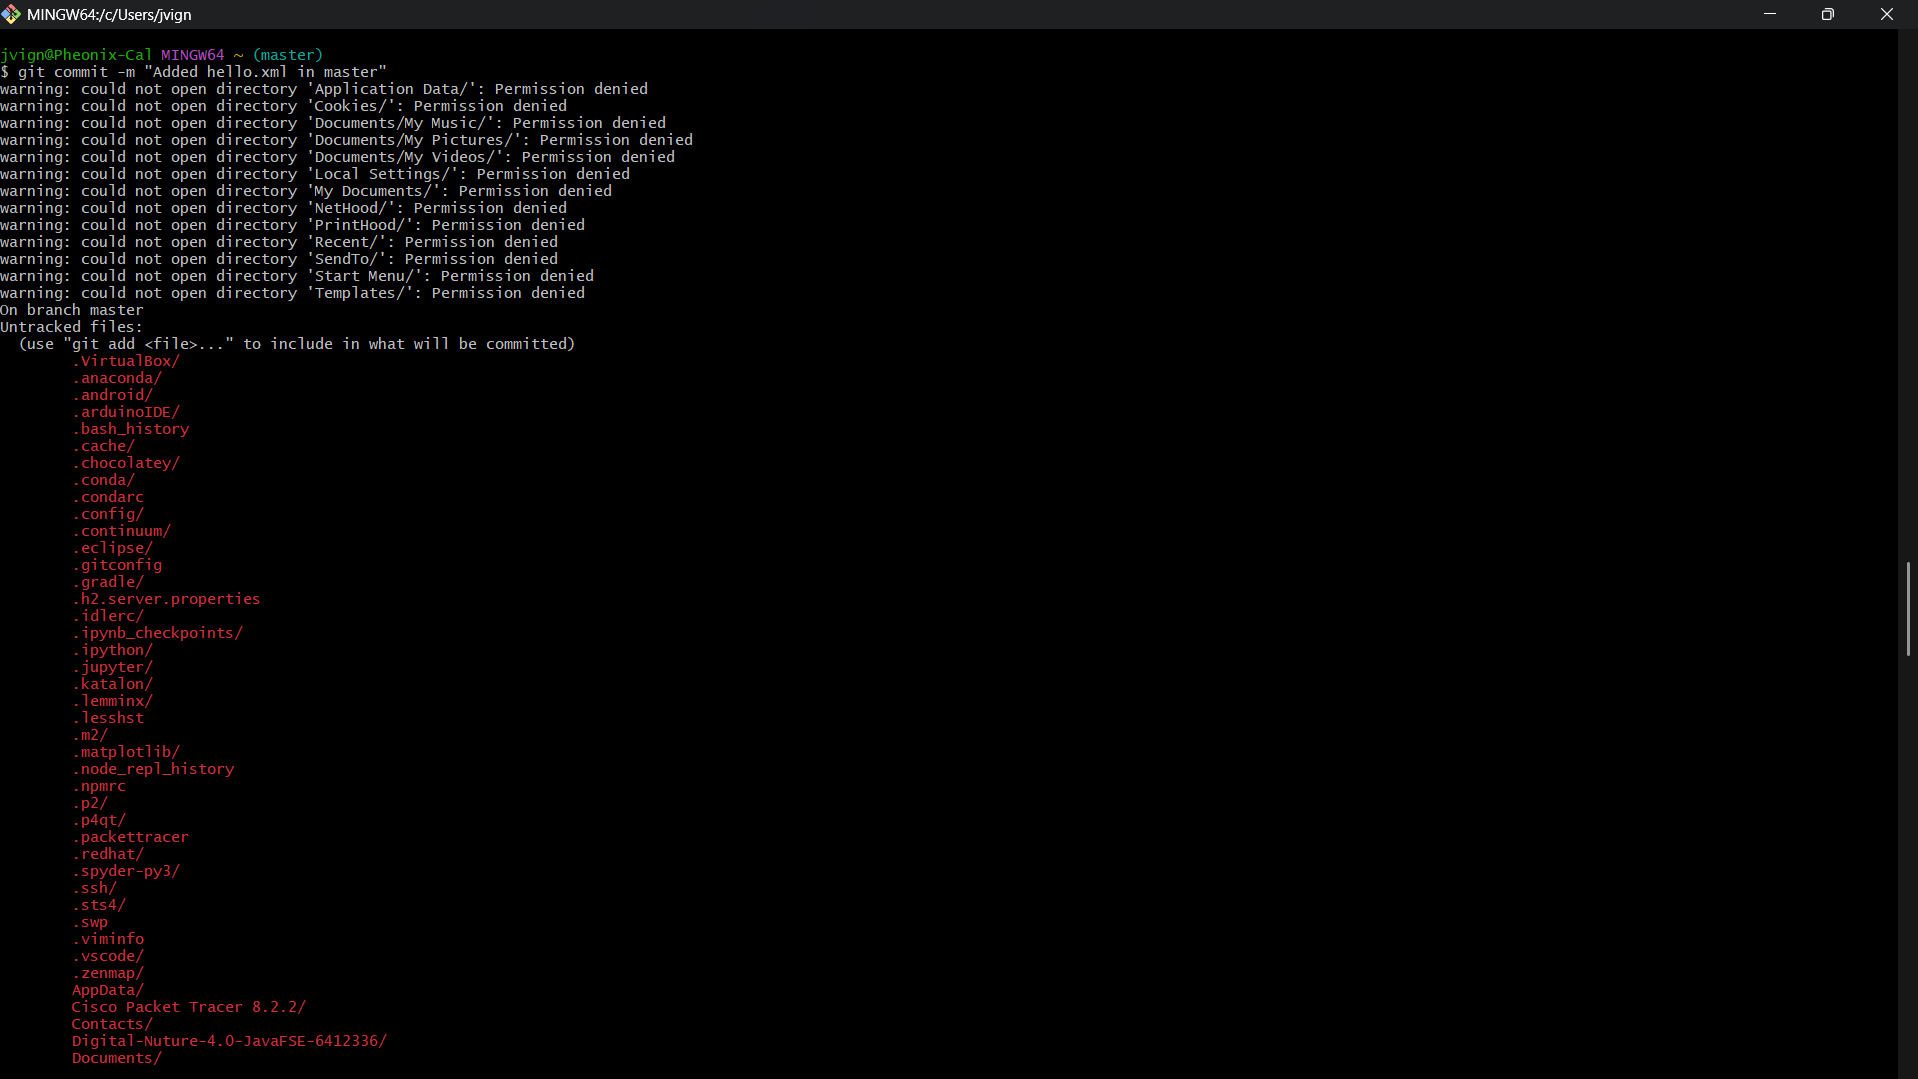 MINGW64:/c/Users/jvign
jvign@Pheonix-Cal MINGW64 ~ (master)
$ git commit -m "Added hello.xml in master"
warning: could not open directory 'Application Data/': Permission denied
warning: could not open directory 'Cookies/': Permission denied
warning: could not open directory 'Documents/My Music/': Permission denied
warning: could not open directory 'Documents/My Pictures/': Permission denied
warning: could not open directory 'Documents/My Videos/': Permission denied
warning: could not open directory 'Local Settings/': Permission denied
warning: could not open directory 'My Documents/': Permission denied
warning: could not open directory 'NetHood/': Permission denied
warning: could not open directory 'PrintHood/': Permission denied
warning: could not open directory 'Recent/': Permission denied
warning: could not open directory 'SendTo/': Permission denied
warning: could not open directory 'Start Menu/': Permission denied
warning: could not open directory 'Templates/': Permission denied
On branch master
Untracked files:
  (use "git add <file>..." to include in what will be committed)
        .VirtualBox/
        .anaconda/
        .android/
        .arduinoIDE/
        .bash_history
        .cache/
        .chocolatey/
        .conda/
        .condarc
        .config/
        .continuum/
        .eclipse/
        .gitconfig
        .gradle/
        .h2.server.properties
        .idlerc/
        .ipynb_checkpoints/
        .ipython/
        .jupyter/
        .katalon/
        .lemminx/
        .lesshst
        .m2/
        .matplotlib/
        .node_repl_history
        .npmrc
        .p2/
        .p4qt/
        .packettracer
        .redhat/
        .spyder-py3/
        .ssh/
        .sts4/
        .swp
        .viminfo
        .vscode/
        .zenmap/
        AppData/
        Cisco Packet Tracer 8.2.2/
        Contacts/
        Digital-Nuture-4.0-JavaFSE-6412336/
        Documents/